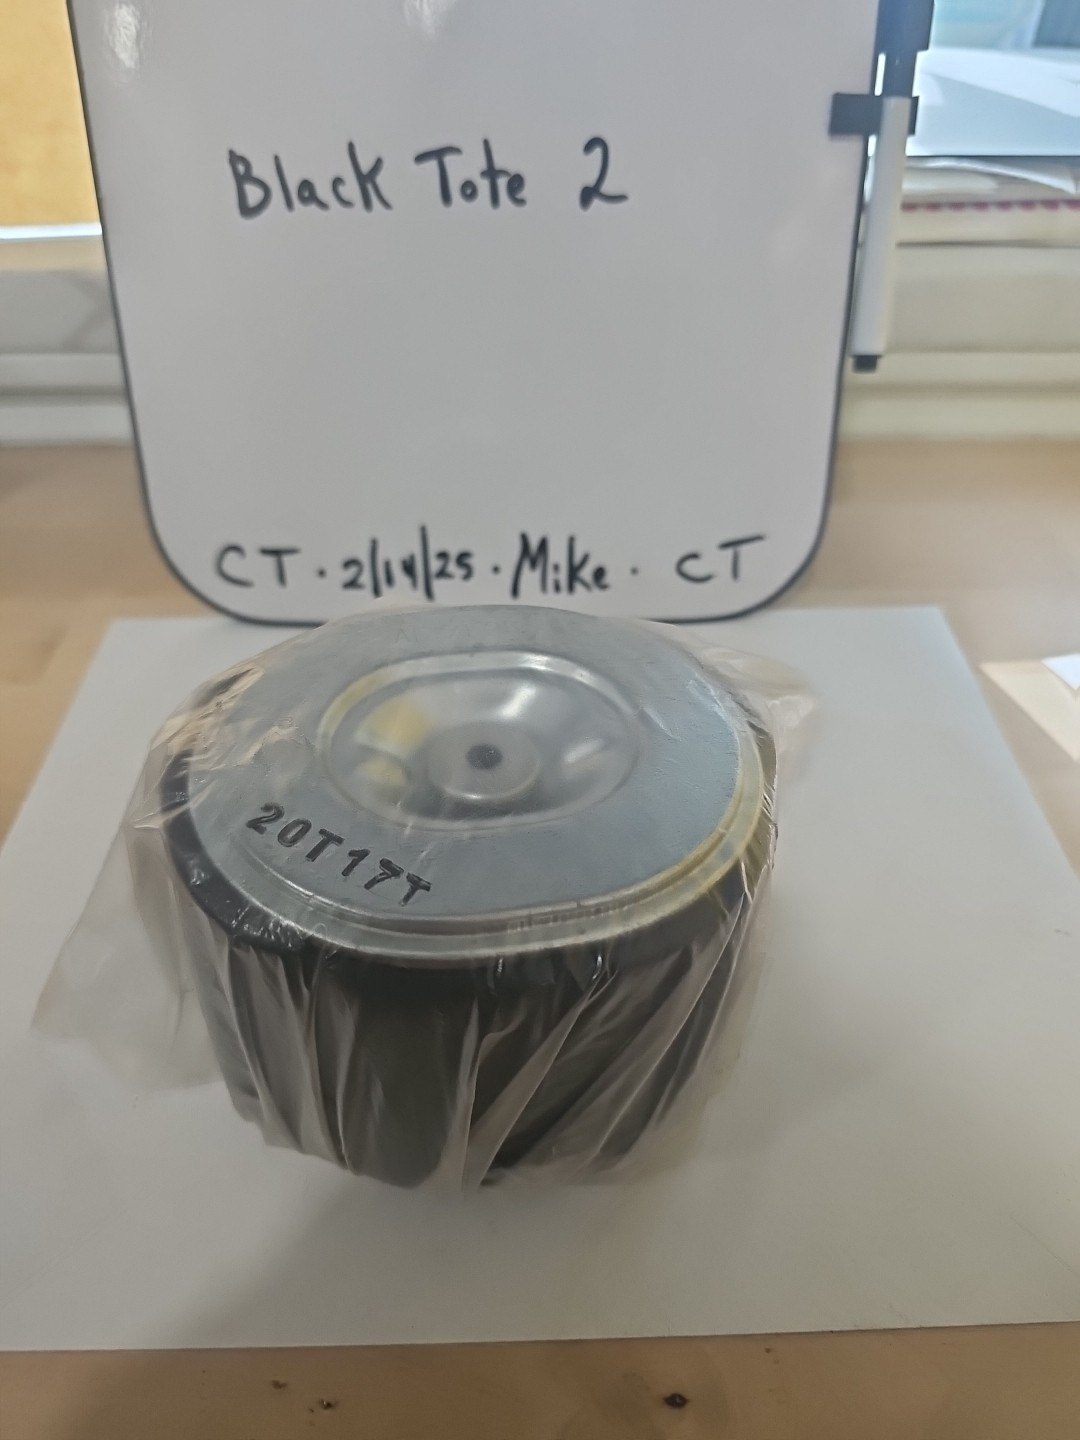 Black Tote 2
CT · 2/14/25 · Mike · CT
20T17T